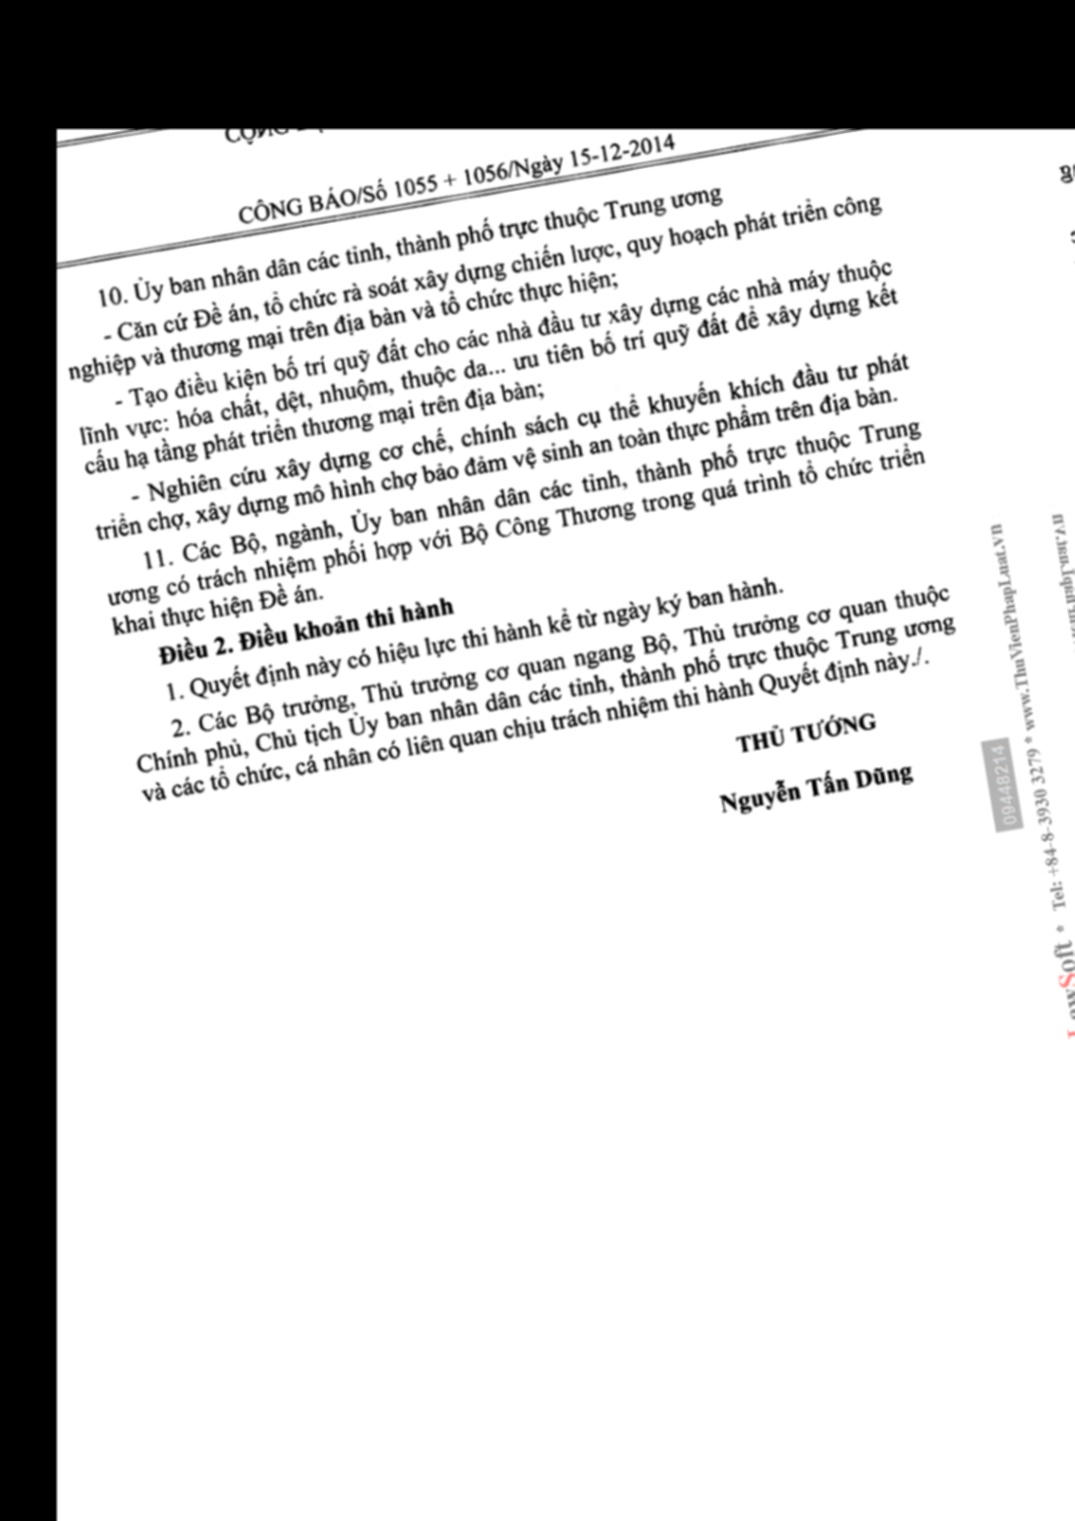 CÔNG BÁO/Số 1055 + 1056/Ngày 15-12-2014
10. Ủy ban nhân dân các tỉnh, thành phố trực thuộc Trung ương
- Căn cứ Đề án, tổ chức rà soát xây dựng chiến lược, quy hoạch phát triển công
nghiệp và thương mại trên địa bàn và tổ chức thực hiện;
- Tạo điều kiện bố trí quỹ đất cho các nhà đầu tư xây dựng các nhà máy thuộc
lĩnh vực: hóa chất, dệt, nhuộm, thuộc da... ưu tiên bố trí quỹ đất để xây dựng kết
cấu hạ tầng phát triển thương mại trên địa bàn;
- Nghiên cứu xây dựng cơ chế, chính sách cụ thể khuyến khích đầu tư phát
triển chợ, xây dựng mô hình chợ bảo đảm vệ sinh an toàn thực phẩm trên địa bàn.
11. Các Bộ, ngành, Ủy ban nhân dân các tỉnh, thành phố trực thuộc Trung
ương có trách nhiệm phối hợp với Bộ Công Thương trong quá trình tổ chức triển
khai thực hiện Đề án.
Điều 2. Điều khoản thi hành
1. Quyết định này có hiệu lực thi hành kể từ ngày ký ban hành.
2. Các Bộ trưởng, Thủ trưởng cơ quan ngang Bộ, Thủ trưởng cơ quan thuộc
Chính phủ, Chủ tịch Ủy ban nhân dân các tỉnh, thành phố trực thuộc Trung ương
và các tổ chức, cá nhân có liên quan chịu trách nhiệm thi hành Quyết định này./.
THỦ TƯỚNG
Nguyễn Tấn Dũng
09448214
LawSoft * Tel: +84-8-3930 3279 * www.ThuVienPhapLuat.vn